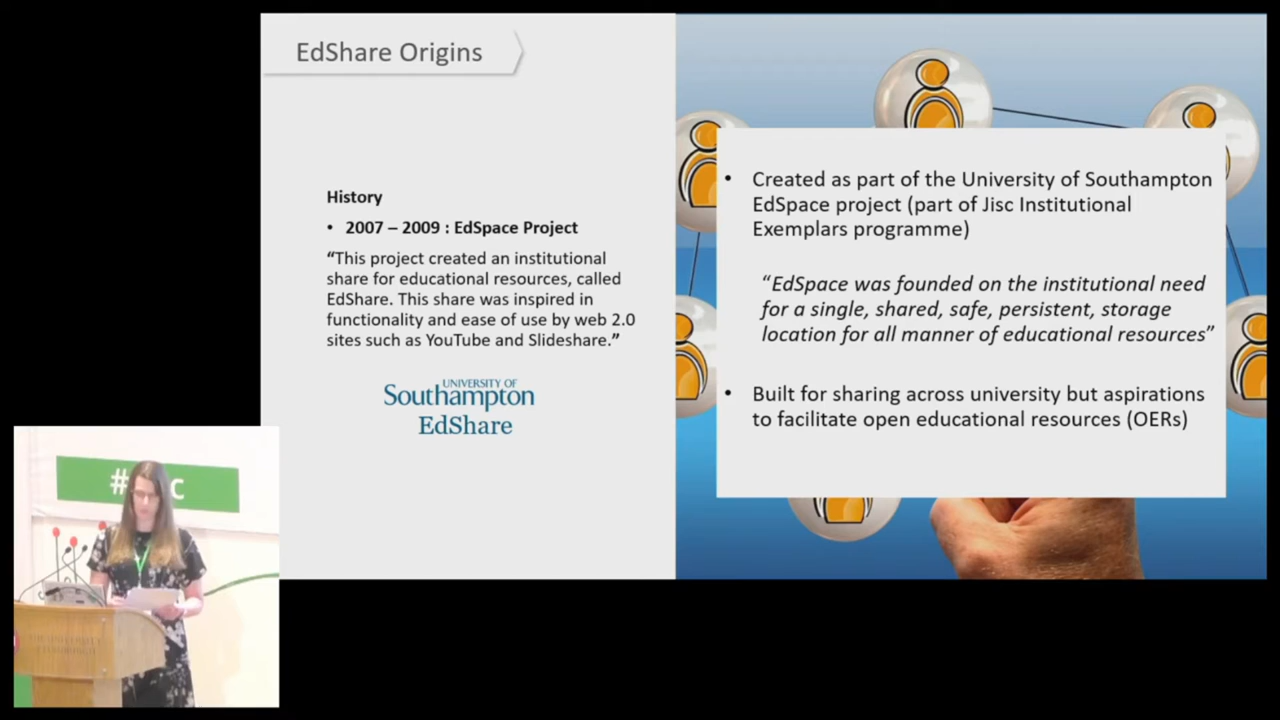 EdShare Origins
History
• 2007 – 2009 : EdSpace Project
“This project created an institutional
share for educational resources, called
EdShare. This share was inspired in
functionality and ease of use by web 2.0
sites such as YouTube and Slideshare.”
UNIVERSITY OF
Southampton
EdShare
• Created as part of the University of Southampton
EdSpace project (part of Jisc Institutional
Exemplars programme)
“EdSpace was founded on the institutional need
for a single, shared, safe, persistent, storage
location for all manner of educational resources”
• Built for sharing across university but aspirations
to facilitate open educational resources (OERs)